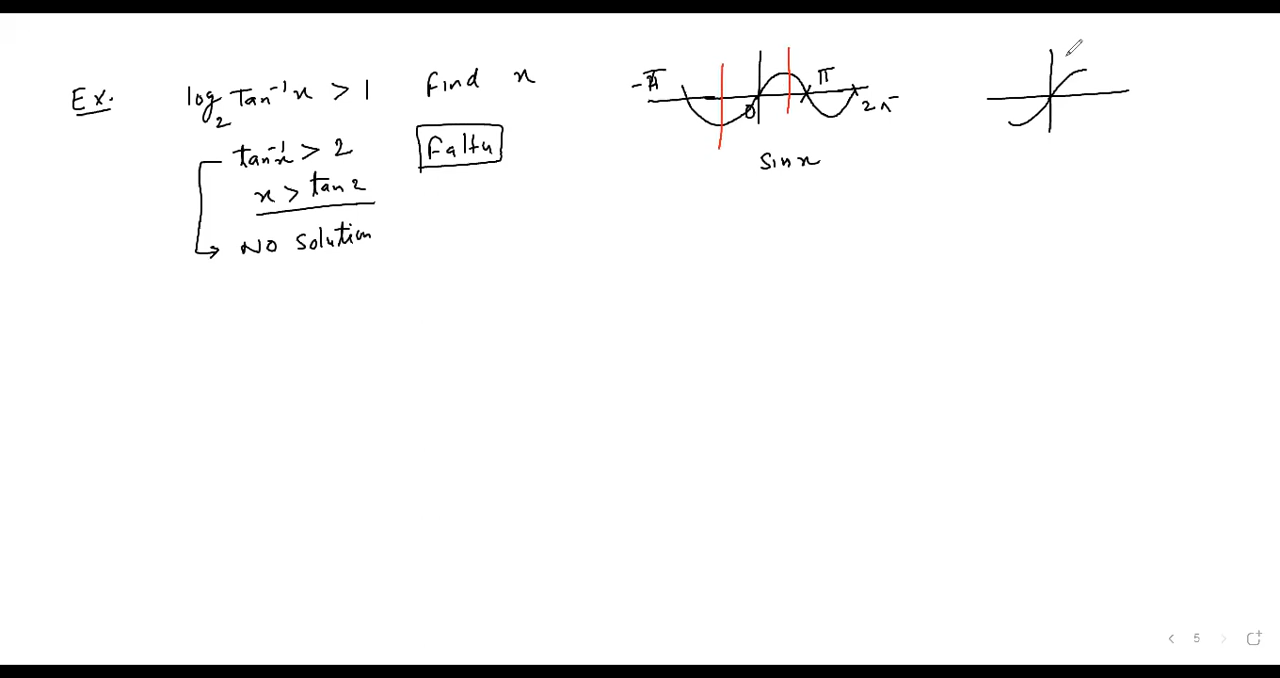 Ex. log₂ Tan⁻¹x > 1 Find x
tan⁻¹x > 2 Faltu
x > tan 2
NO Solution
-π 0 π 2π
Sin x
5